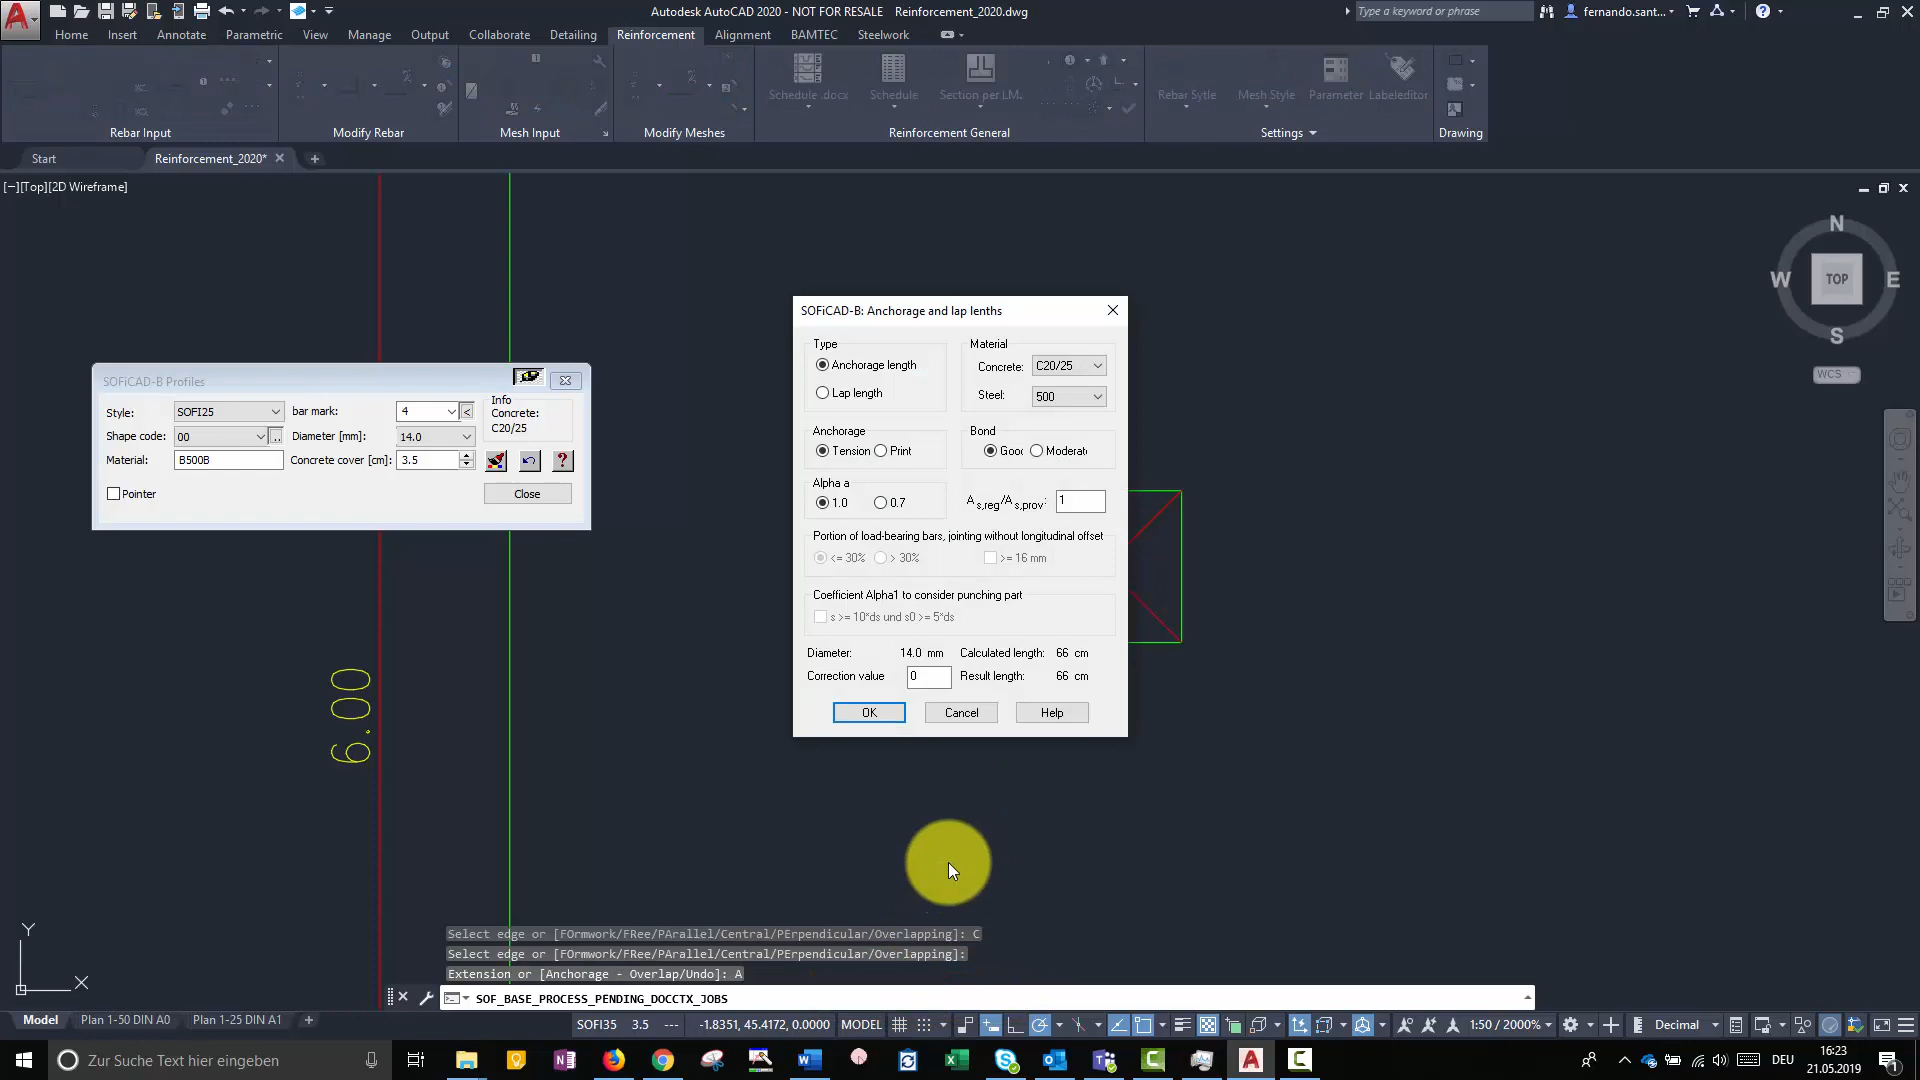 Autodesk AutoCAD 2020 - NOT FOR RESALE Reinforcement_2020.dwg
Type a keyword or phrase
fernando.sant...
Home Insert Annotate Parametric View Manage Output Collaborate Detailing Reinforcement Alignment BAMTEC Steelwork
Schedule .docx Schedule Section per.LM. Rebar Sytle Mesh Style Parameter Labeleditor
Rebar Input Modify Rebar Mesh Input Modify Meshes Reinforcement General Settings Drawing
Start Reinforcement_2020*
[−][Top][2D Wireframe]
N
W TOP E
S
WCS
SOFiCAD-B Profiles
Style: SOFI25 bar mark: 4 <
Info
Concrete:
C20/25
Shape code: 00 .. Diameter [mm]: 14.0
Material: B500B Concrete cover [cm]: 3.5
Pointer Close
SOFiCAD-B: Anchorage and lap lenths
Type
Anchorage length
Lap length
Material
Concrete: C20/25
Steel: 500
Anchorage
Tension Print
Bond
Good Moderate
Alpha a
1.0 0.7
A s,reg/A s,prov: 1
Portion of load-bearing bars, jointing without longitudinal offset
<= 30% > 30% >= 16 mm
Coefficient Alpha1 to consider punching part
s >= 10*ds und s0 >= 5*ds
Diameter: 14.0 mm Calculated length: 66 cm
Correction value 0 Result length: 66 cm
OK Cancel Help
6.00
Y
X
Select edge or [FOrmwork/FRee/PArallel/Central/PErpendicular/Overlapping]: C
Select edge or [FOrmwork/FRee/PArallel/Central/PErpendicular/Overlapping]:
Extension or [Anchorage - Overlap/Undo]: A
SOF_BASE_PROCESS_PENDING_DOCCTX_JOBS
Model Plan 1-50 DIN A0 Plan 1-25 DIN A1
SOFI35 3.5 --- -1.8351, 45.4172, 0.0000 MODEL 1:50 / 2000% Decimal
Zur Suche Text hier eingeben
DEU
16:23
21.05.2019